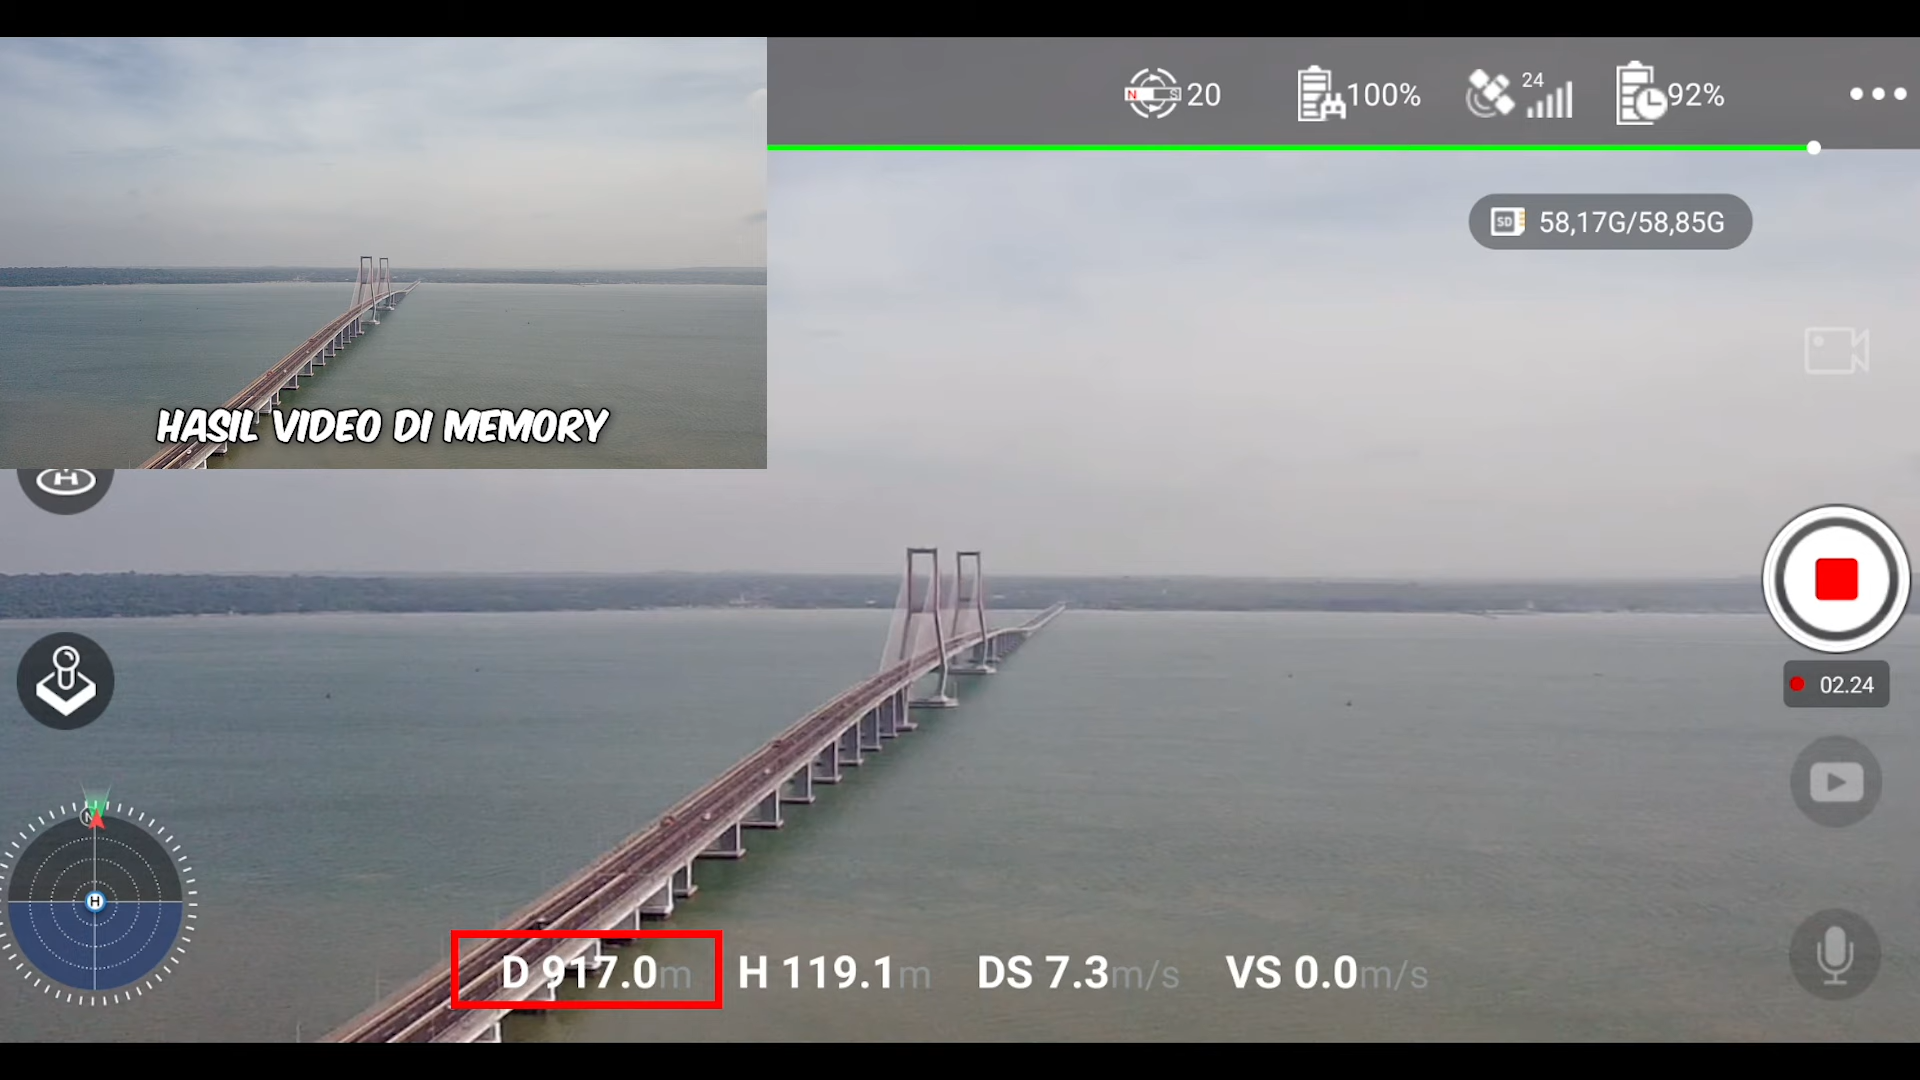 HASIL VIDEO DI MEMORY
N S 20
100%
24
92%
SD 58,17G/58,85G
H
02.24
N
H
D 917.0m H 119.1m DS 7.3m/s VS 0.0m/s